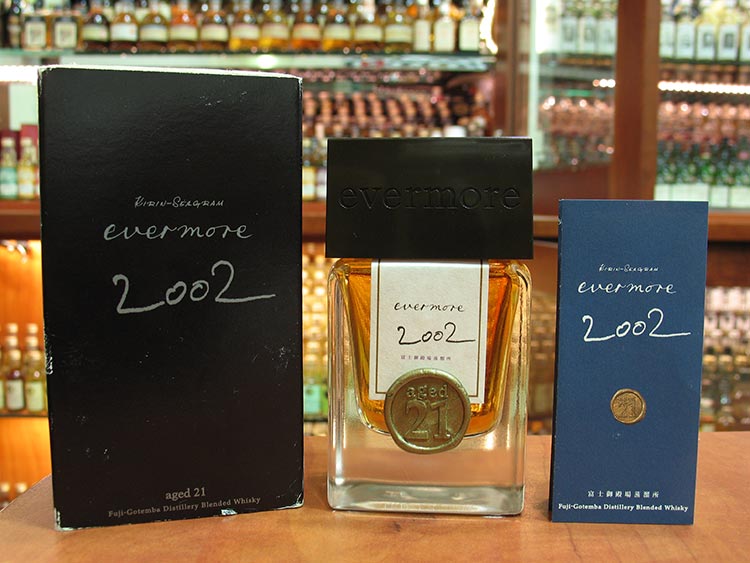 KIRIN-SEAGRAM
evermore
2002
aged 21
Fuji-Gotemba Distillery Blended Whisky
evermore
evermore
2002
富士御殿場蒸溜所
aged
21
KIRIN-SEAGRAM
evermore
2002
21
富士御殿場蒸溜所
Fuji-Gotemba Distillery Blended Whisky